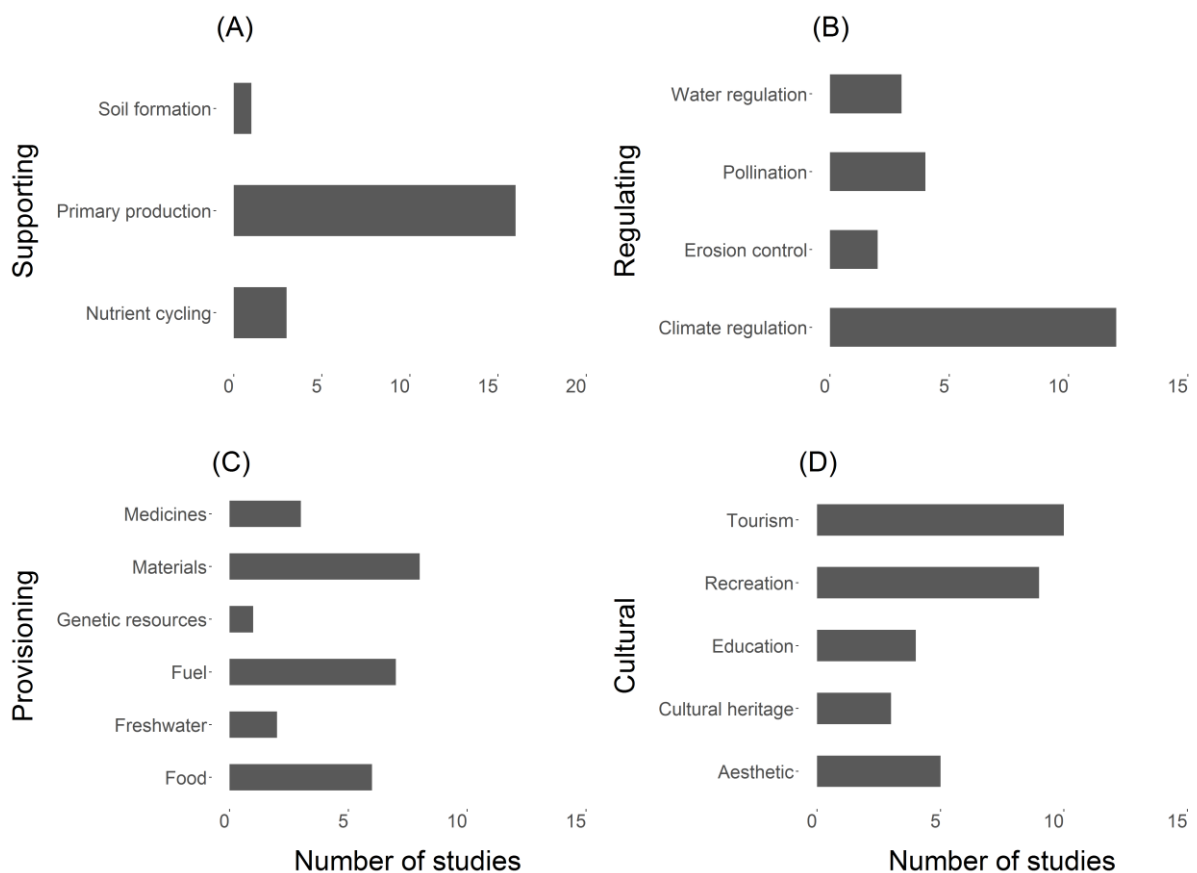 (A)
Supporting
Soil formation
Primary production
Nutrient cycling
0 5 10 15 20
(B)
Regulating
Water regulation
Pollination
Erosion control
Climate regulation
0 5 10 15
(C)
Provisioning
Medicines
Materials
Genetic resources
Fuel
Freshwater
Food
0 5 10 15
Number of studies
(D)
Cultural
Tourism
Recreation
Education
Cultural heritage
Aesthetic
0 5 10 15
Number of studies